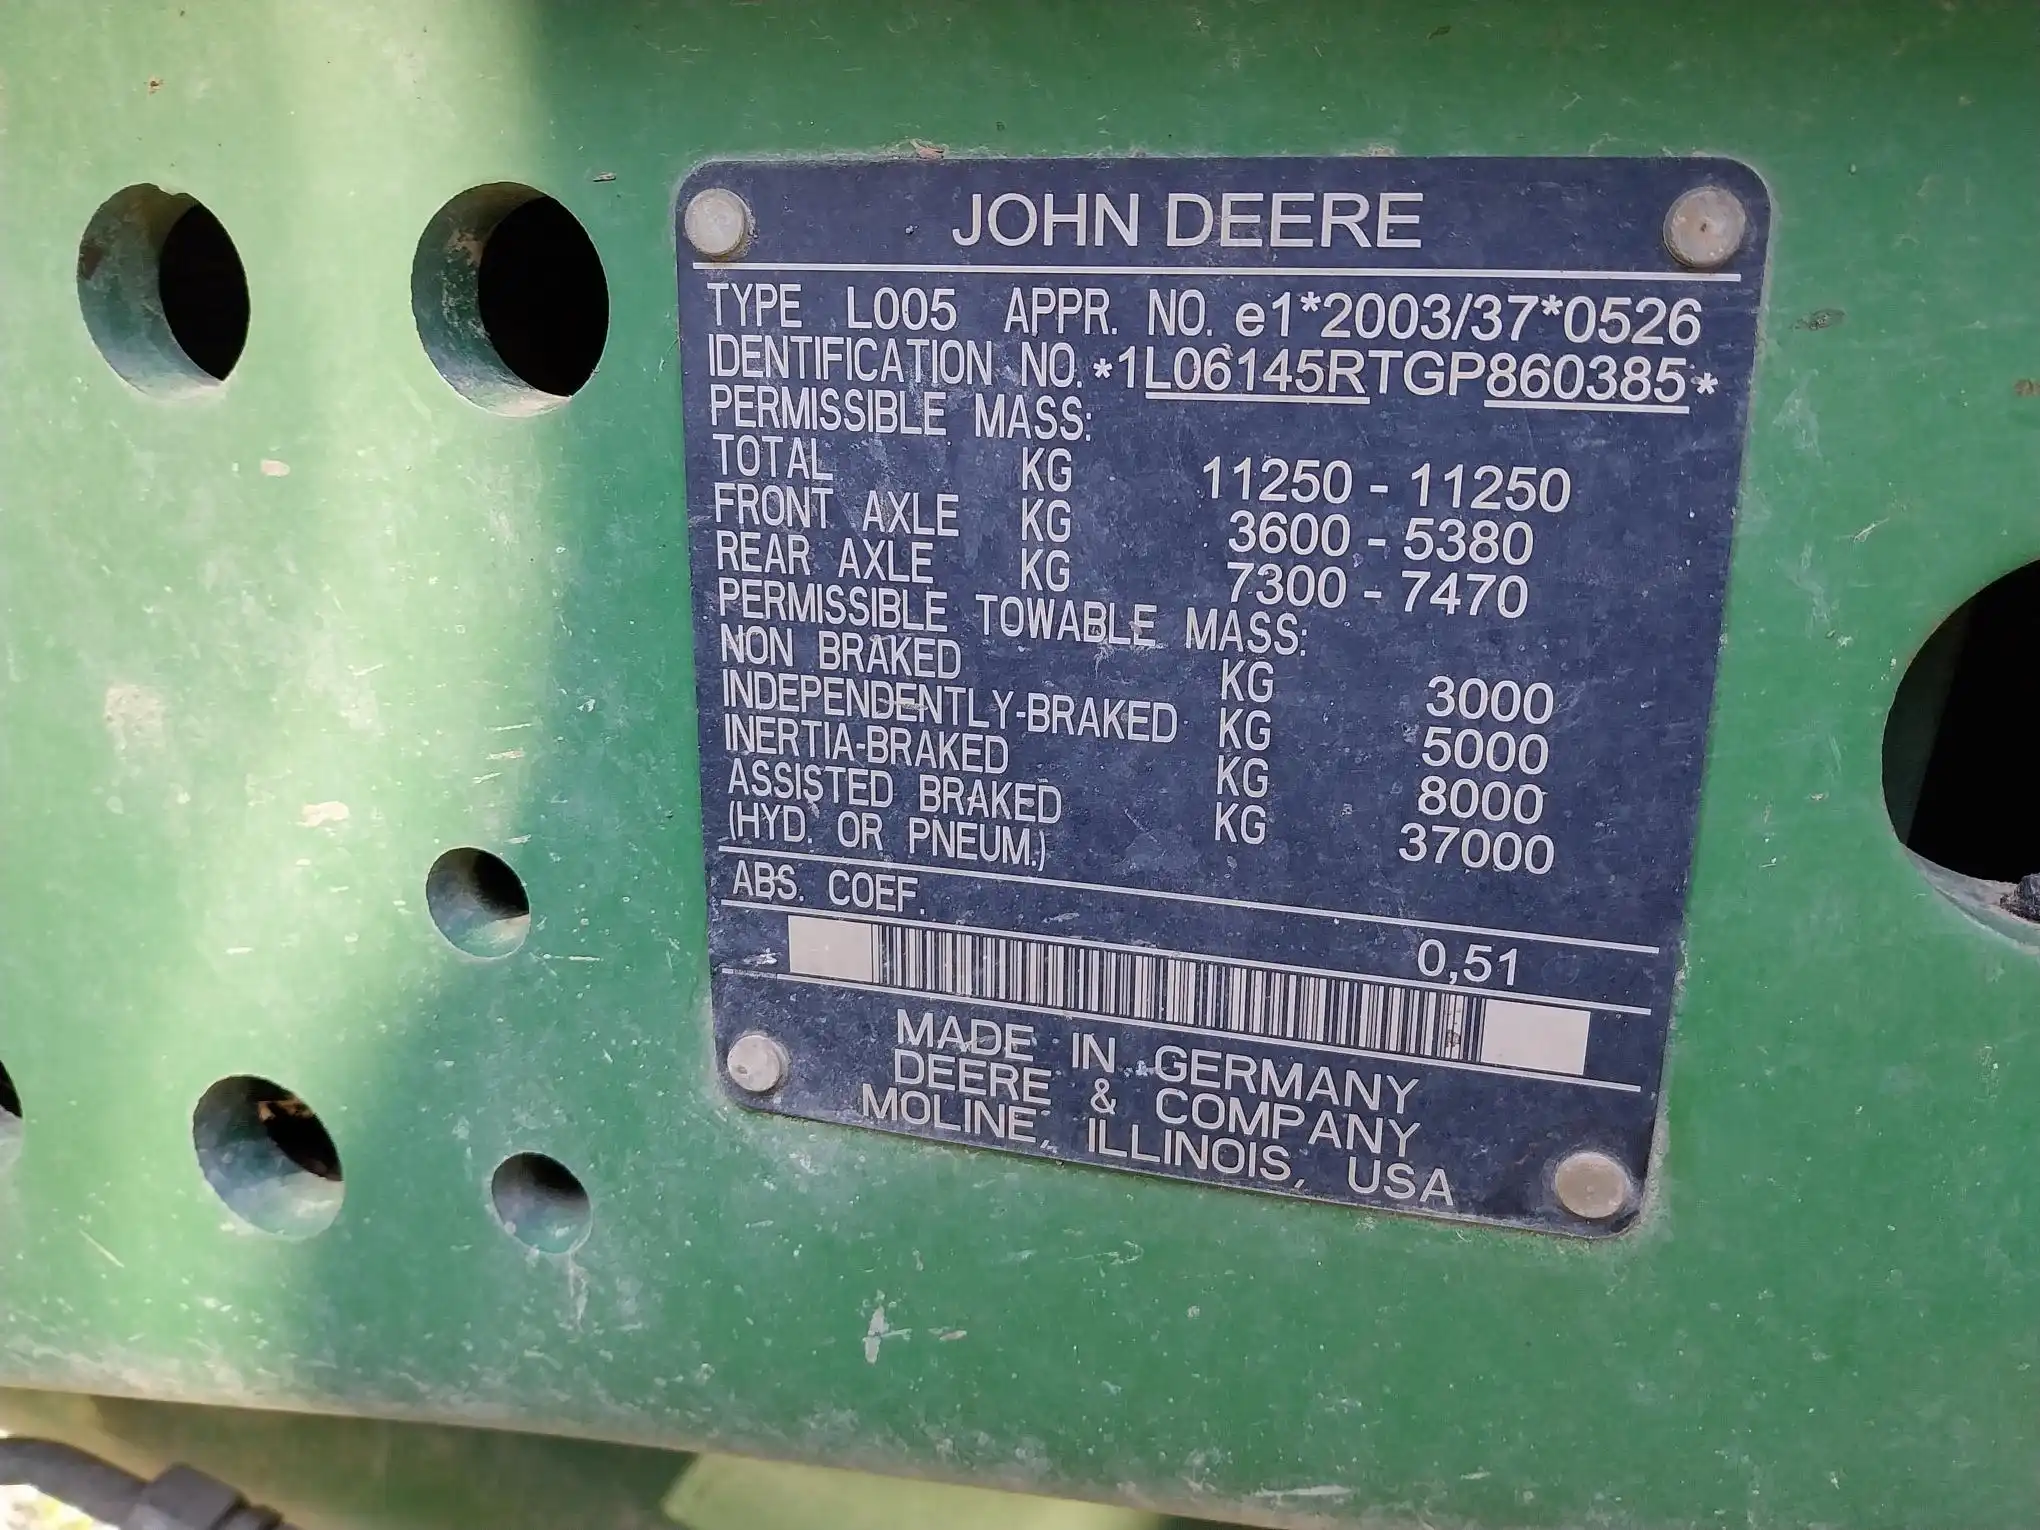 JOHN DEERE
TYPE L005 APPR. NO. e1*2003/37*0526
IDENTIFICATION NO. *1L06145RTGP860385*
PERMISSIBLE MASS:
TOTAL KG 11250 - 11250
FRONT AXLE KG 3600 - 5380
REAR AXLE KG 7300 - 7470
PERMISSIBLE TOWABLE MASS:
NON BRAKED KG 3000
INDEPENDENTLY-BRAKED KG 5000
INERTIA-BRAKED KG 8000
ASSISTED BRAKED KG 37000
(HYD. OR PNEUM.)
ABS. COEF. 0,51
MADE IN GERMANY
DEERE & COMPANY
MOLINE, ILLINOIS, USA